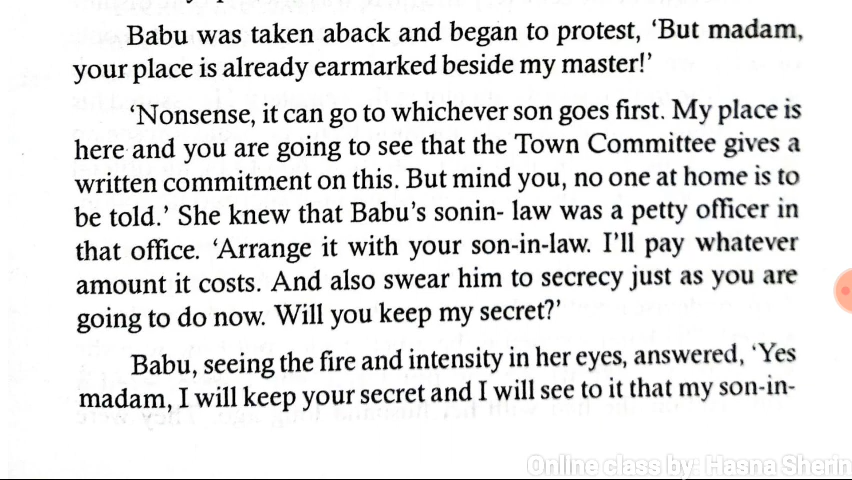 Babu was taken aback and began to protest, ‘But madam,
your place is already earmarked beside my master!’
‘Nonsense, it can go to whichever son goes first. My place is
here and you are going to see that the Town Committee gives a
written commitment on this. But mind you, no one at home is to
be told.’ She knew that Babu’s sonin- law was a petty officer in
that office. ‘Arrange it with your son-in-law. I’ll pay whatever
amount it costs. And also swear him to secrecy just as you are
going to do now. Will you keep my secret?’
Babu, seeing the fire and intensity in her eyes, answered, ‘Yes
madam, I will keep your secret and I will see to it that my son-in-
Online class by: Hasna Sherin